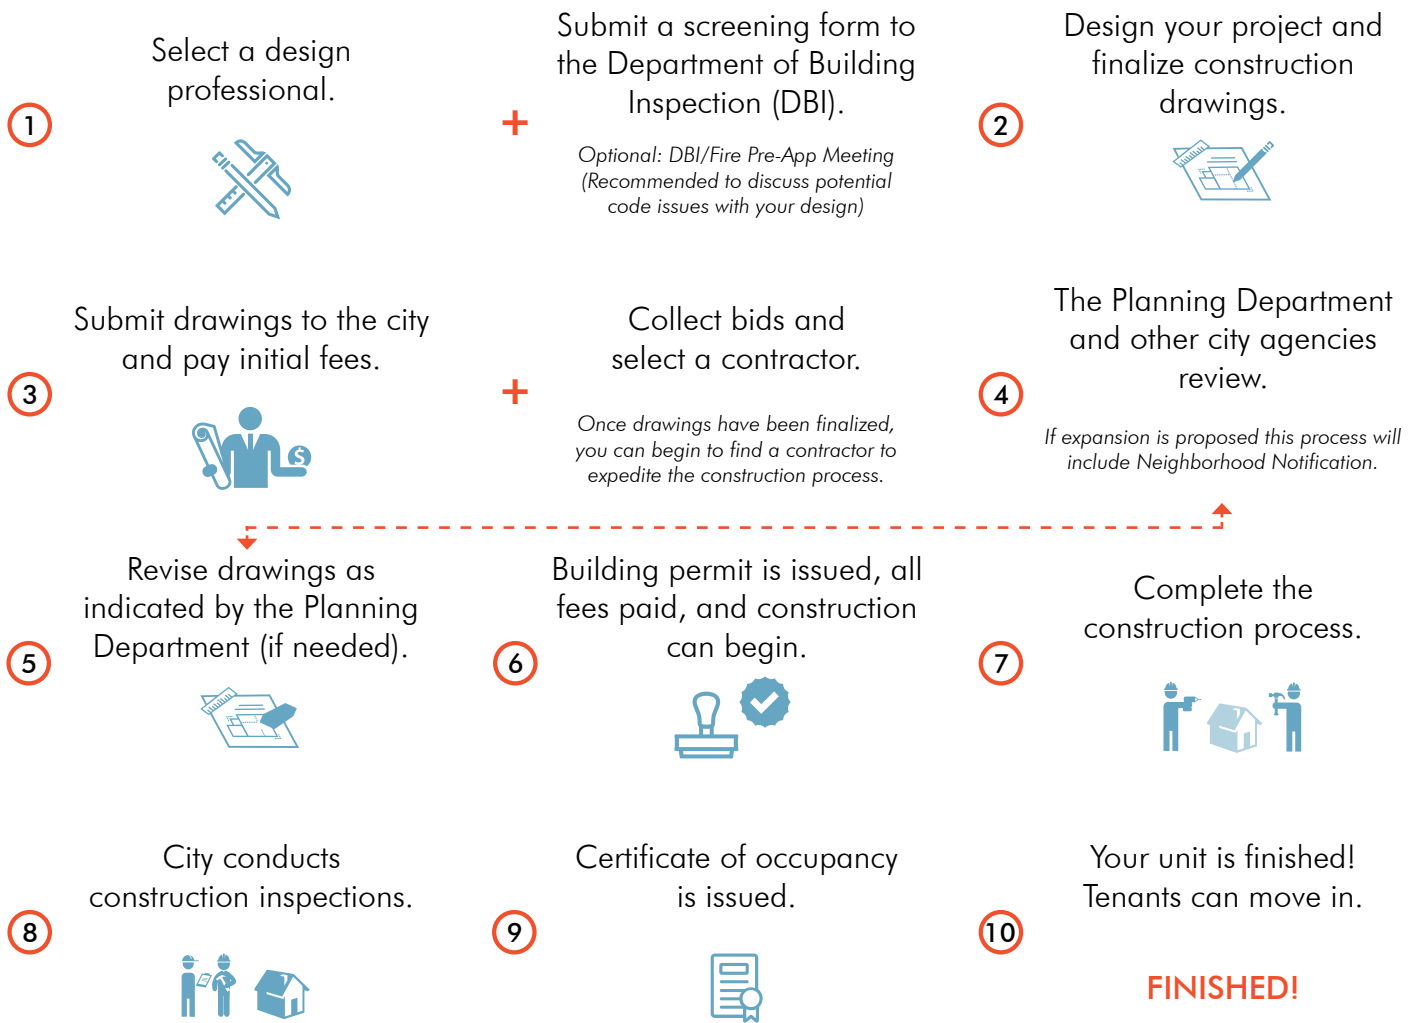 1
Select a design
professional.
+
Submit a screening form to
the Department of Building
Inspection (DBI).
Optional: DBI/Fire Pre-App Meeting
(Recommended to discuss potential
code issues with your design)
2
Design your project and
finalize construction
drawings.
3
Submit drawings to the city
and pay initial fees.
$
+
Collect bids and
select a contractor.
Once drawings have been finalized,
you can begin to find a contractor to
expedite the construction process.
4
The Planning Department
and other city agencies
review.
If expansion is proposed this process will
include Neighborhood Notification.
5
Revise drawings as
indicated by the Planning
Department (if needed).
6
Building permit is issued, all
fees paid, and construction
can begin.
7
Complete the
construction process.
8
City conducts
construction inspections.
9
Certificate of occupancy
is issued.
10
Your unit is finished!
Tenants can move in.
FINISHED!